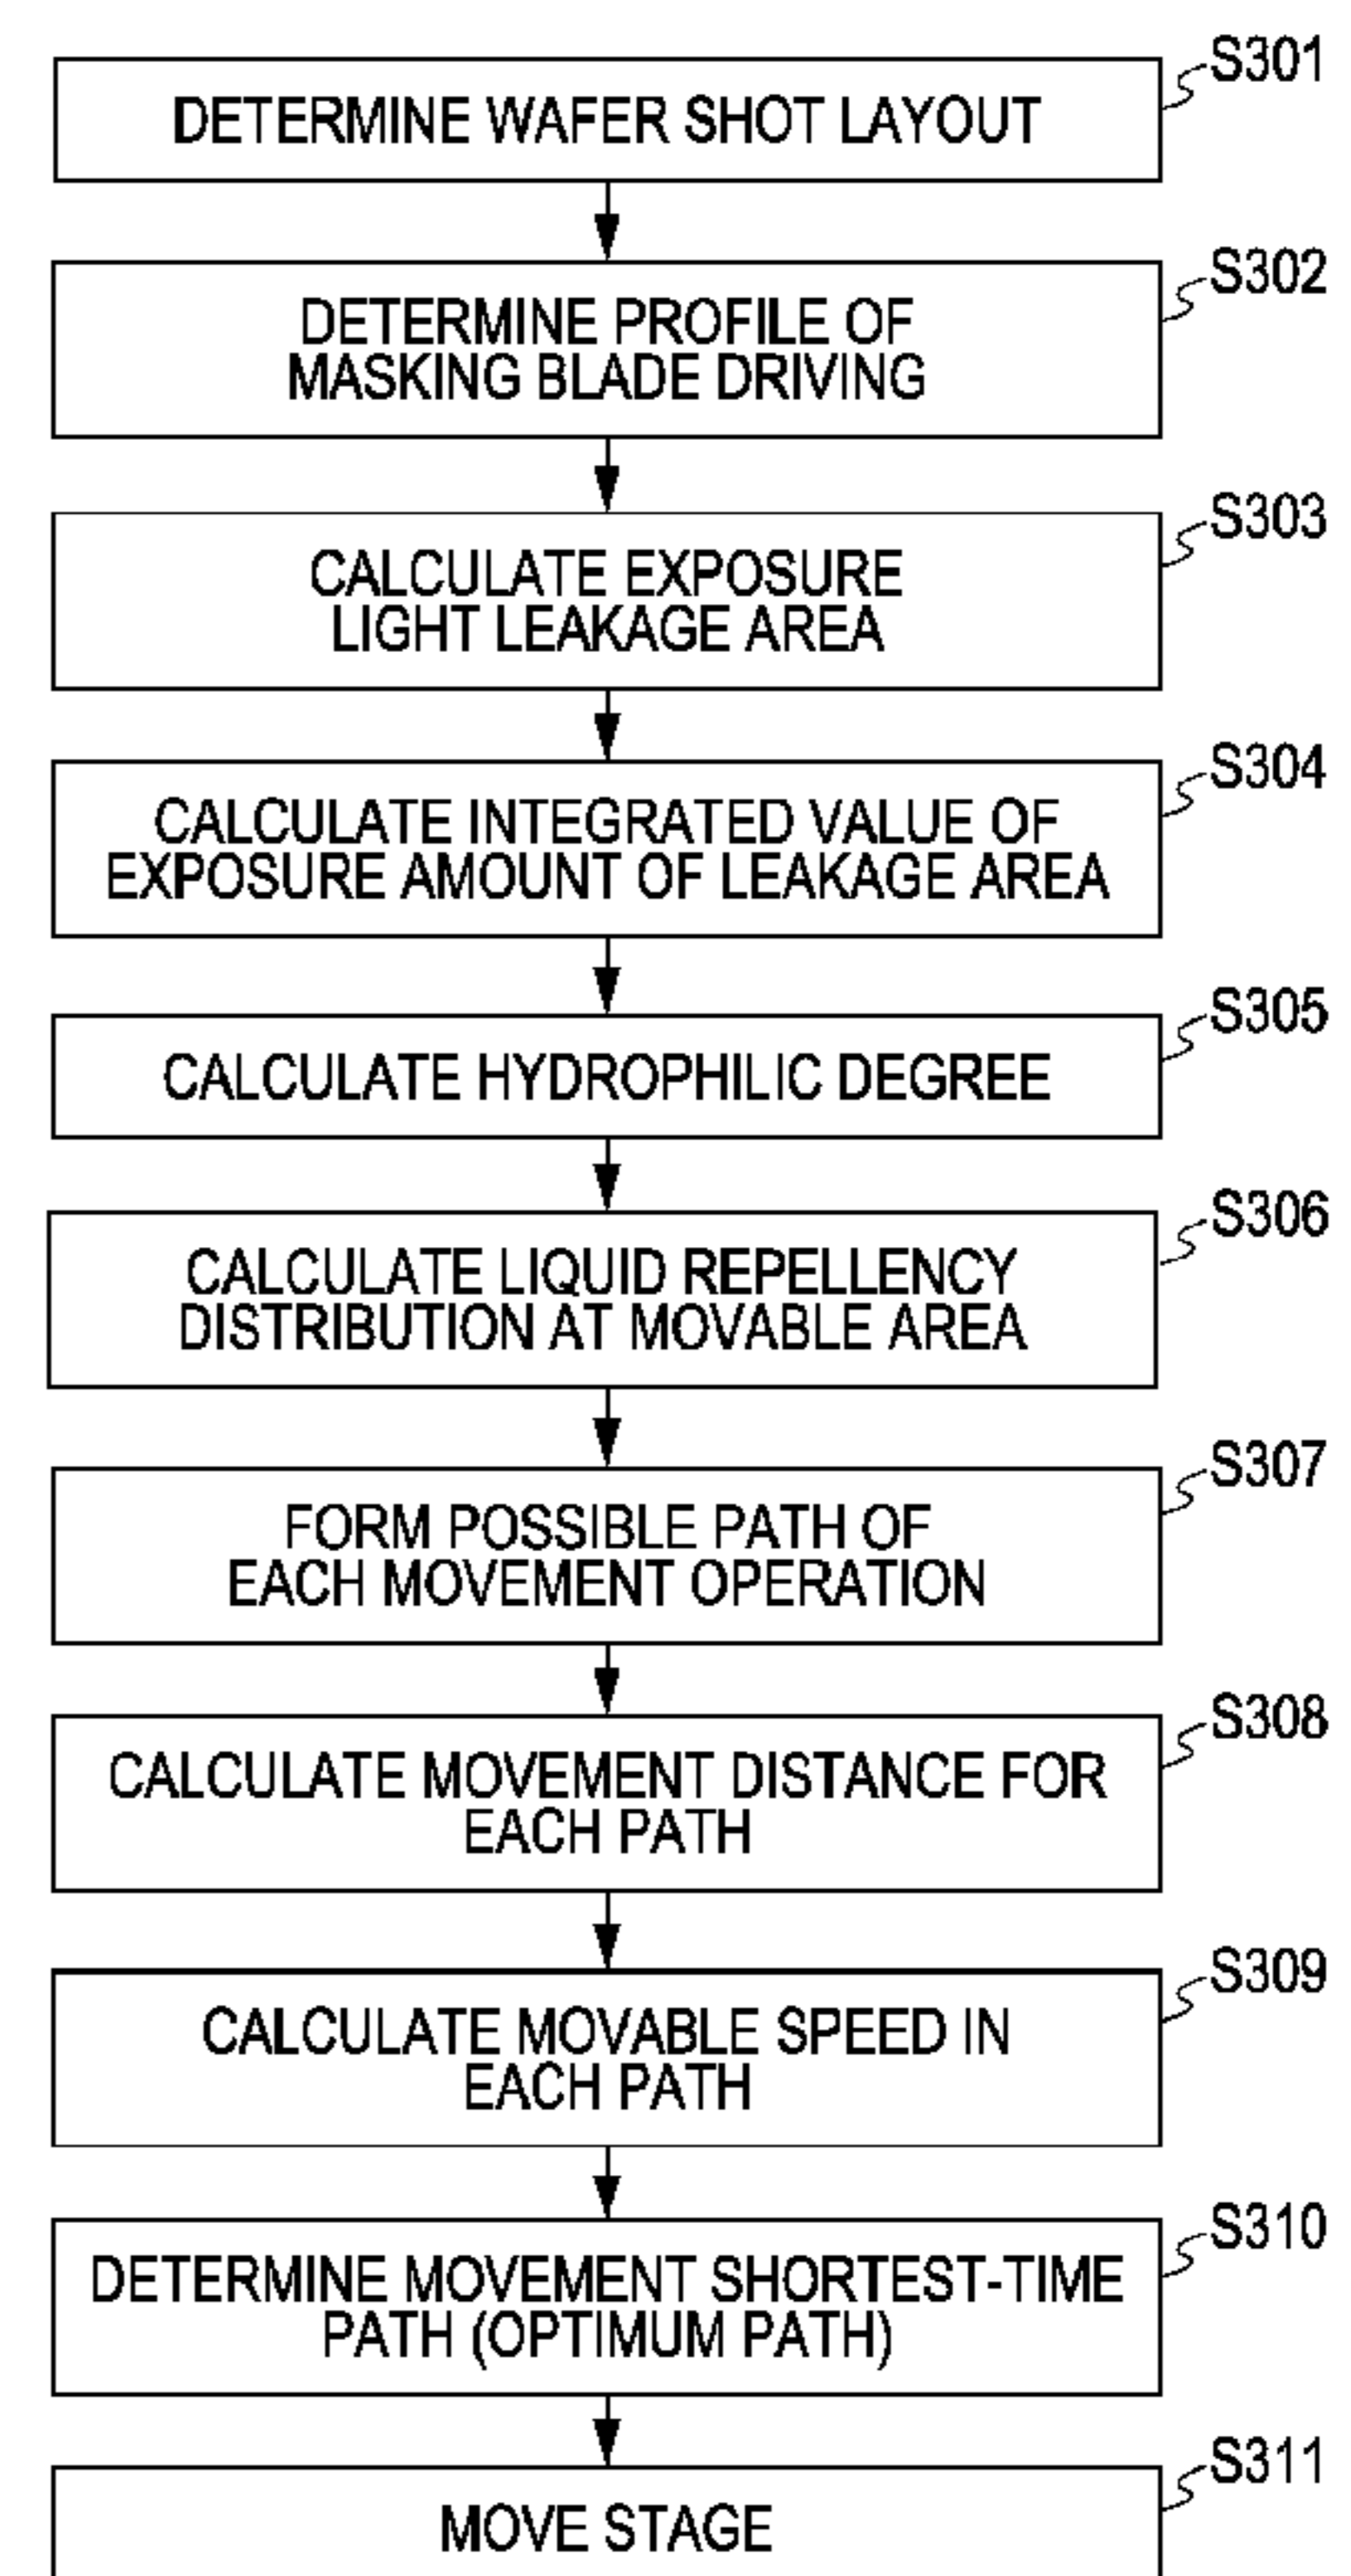 S301
DETERMINE WAFER SHOT LAYOUT
S302
DETERMINE PROFILE OF
MASKING BLADE DRIVING
S303
CALCULATE EXPOSURE
LIGHT LEAKAGE AREA
S304
CALCULATE INTEGRATED VALUE OF
EXPOSURE AMOUNT OF LEAKAGE AREA
S305
CALCULATE HYDROPHILIC DEGREE
S306
CALCULATE LIQUID REPELLENCY
DISTRIBUTION AT MOVABLE AREA
S307
FORM POSSIBLE PATH OF
EACH MOVEMENT OPERATION
S308
CALCULATE MOVEMENT DISTANCE FOR
EACH PATH
S309
CALCULATE MOVABLE SPEED IN
EACH PATH
S310
DETERMINE MOVEMENT SHORTEST-TIME
PATH (OPTIMUM PATH)
S311
MOVE STAGE